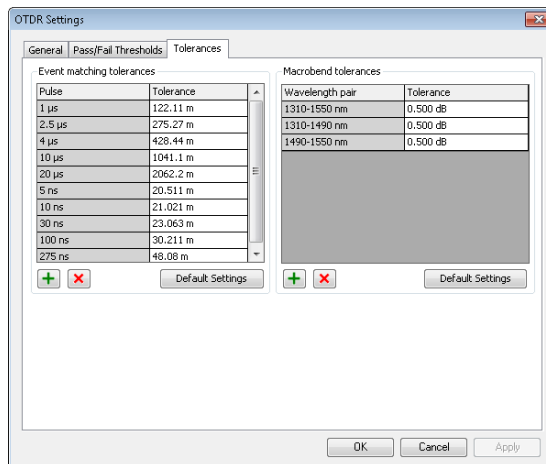 OTDR Settings
General Pass/Fail Thresholds Tolerances
Event matching tolerances
Pulse Tolerance
1 µs 122.11 m
2.5 µs 275.27 m
4 µs 428.44 m
10 µs 1041.1 m
20 µs 2062.2 m
5 ns 20.511 m
10 ns 21.021 m
30 ns 23.063 m
100 ns 30.211 m
275 ns 48.08 m
Default Settings
Macrobend tolerances
Wavelength pair Tolerance
1310-1550 nm 0.500 dB
1310-1490 nm 0.500 dB
1490-1550 nm 0.500 dB
Default Settings
OK Cancel Apply